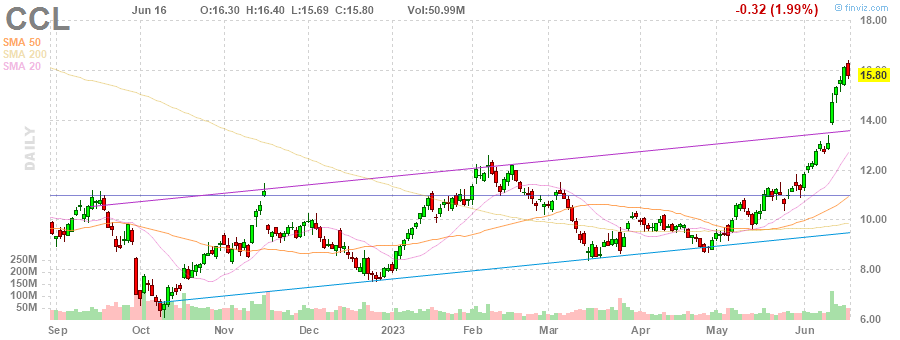 CCL
Jun 16 O:16.30 H:16.40 L:15.69 C:15.80 Vol:50.99M -0.32 (1.99%)
© finviz.com
SMA 50
SMA 200
SMA 20
DAILY
18.00
16.00
15.80
14.00
12.00
10.00
8.00
6.00
250M
200M
150M
100M
50M
Sep Oct Nov Dec 2023 Feb Mar Apr May Jun